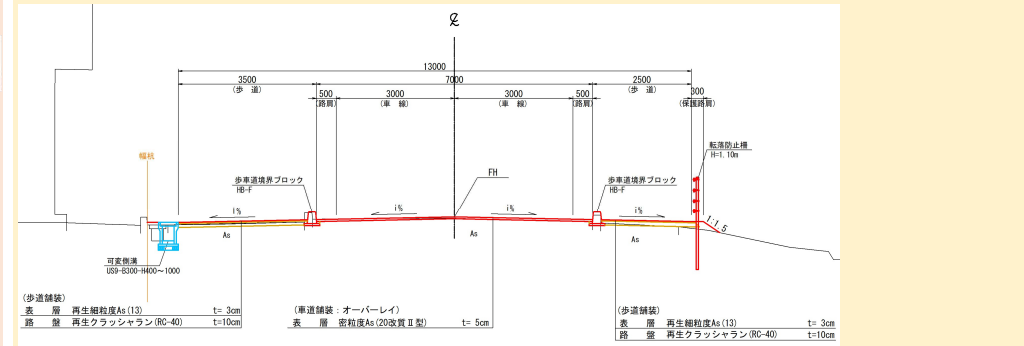 ℄
13000
3500 7000 2500
(歩 道) (歩 道)
500 3000 3000 500 300
(路肩) (車 線) (車 線) (路肩) (保護路肩)
転落防止柵
H=1.10m
幅杭
FH
歩車道境界ブロック
HB-F
歩車道境界ブロック
HB-F
i% i% i% i%
1:1.5
As As As
可変側溝
US9-B300-H400～1000
(歩道舗装)
表 層 再生細粒度As(13) t= 3cm
路 盤 再生クラッシャラン(RC-40) t=10cm
(車道舗装：オーバーレイ)
表 層 密粒度As(20改質Ⅱ型) t= 5cm
(歩道舗装)
表 層 再生細粒度As(13) t= 3cm
路 盤 再生クラッシャラン(RC-40) t=10cm